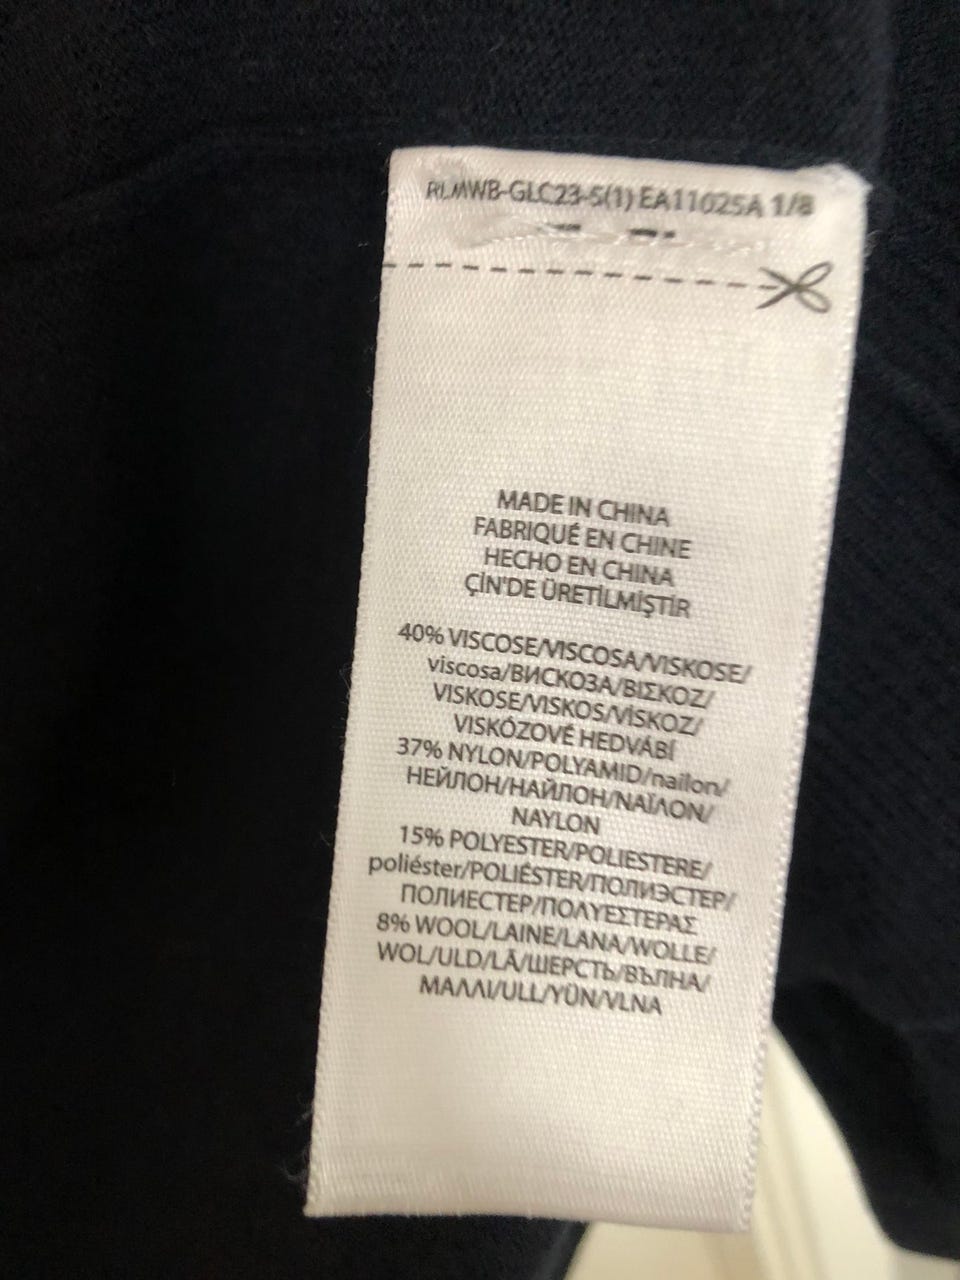 RLMWB-GLC23-5(1) EA11025A 1/8
MADE IN CHINA
FABRIQUÉ EN CHINE
HECHO EN CHINA
ÇİN'DE ÜRETİLMİŞTİR
40% VISCOSE/VISCOSA/VISKOSE/
viscosa/ВИСКОЗА/ΒΙΣΚΟΖ/
VISKOSE/VISKOS/VİSKOZ/
VISKÓZOVÉ HEDVÁBÍ
37% NYLON/POLYAMID/nailon/
НЕЙЛОН/НАЙЛОН/ΝΑΪΛΟΝ/
NAYLON
15% POLYESTER/POLIESTERE/
poliéster/POLIÉSTER/ПОЛИЭСТЕР/
ПОЛИЕСТЕР/ΠΟΛΥΕΣΤΕΡΑΣ
8% WOOL/LAINE/LANA/WOLLE/
WOL/ULD/LÃ/ШЕРСТЬ/ВЪЛНА/
ΜΑΛΛΙ/ULL/YÜN/VLNA